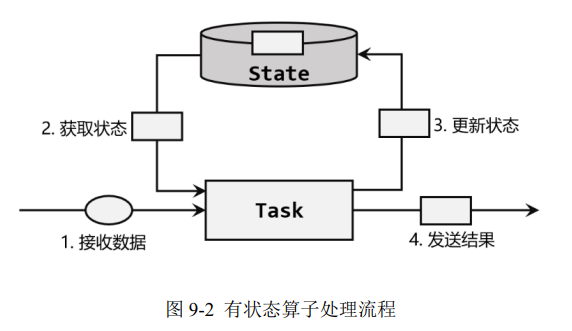 State
2. 获取状态
3. 更新状态
Task
1. 接收数据
4. 发送结果
图 9-2 有状态算子处理流程